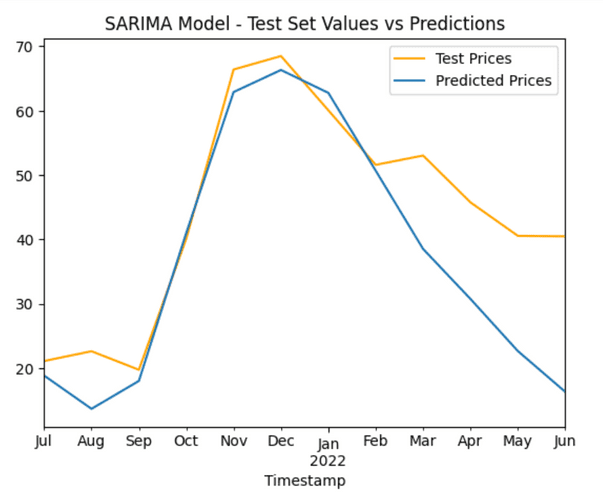 SARIMA Model - Test Set Values vs Predictions
Test Prices
Predicted Prices
70
60
50
40
30
20
Jul Aug Sep Oct Nov Dec Jan Feb Mar Apr May Jun
2022
Timestamp